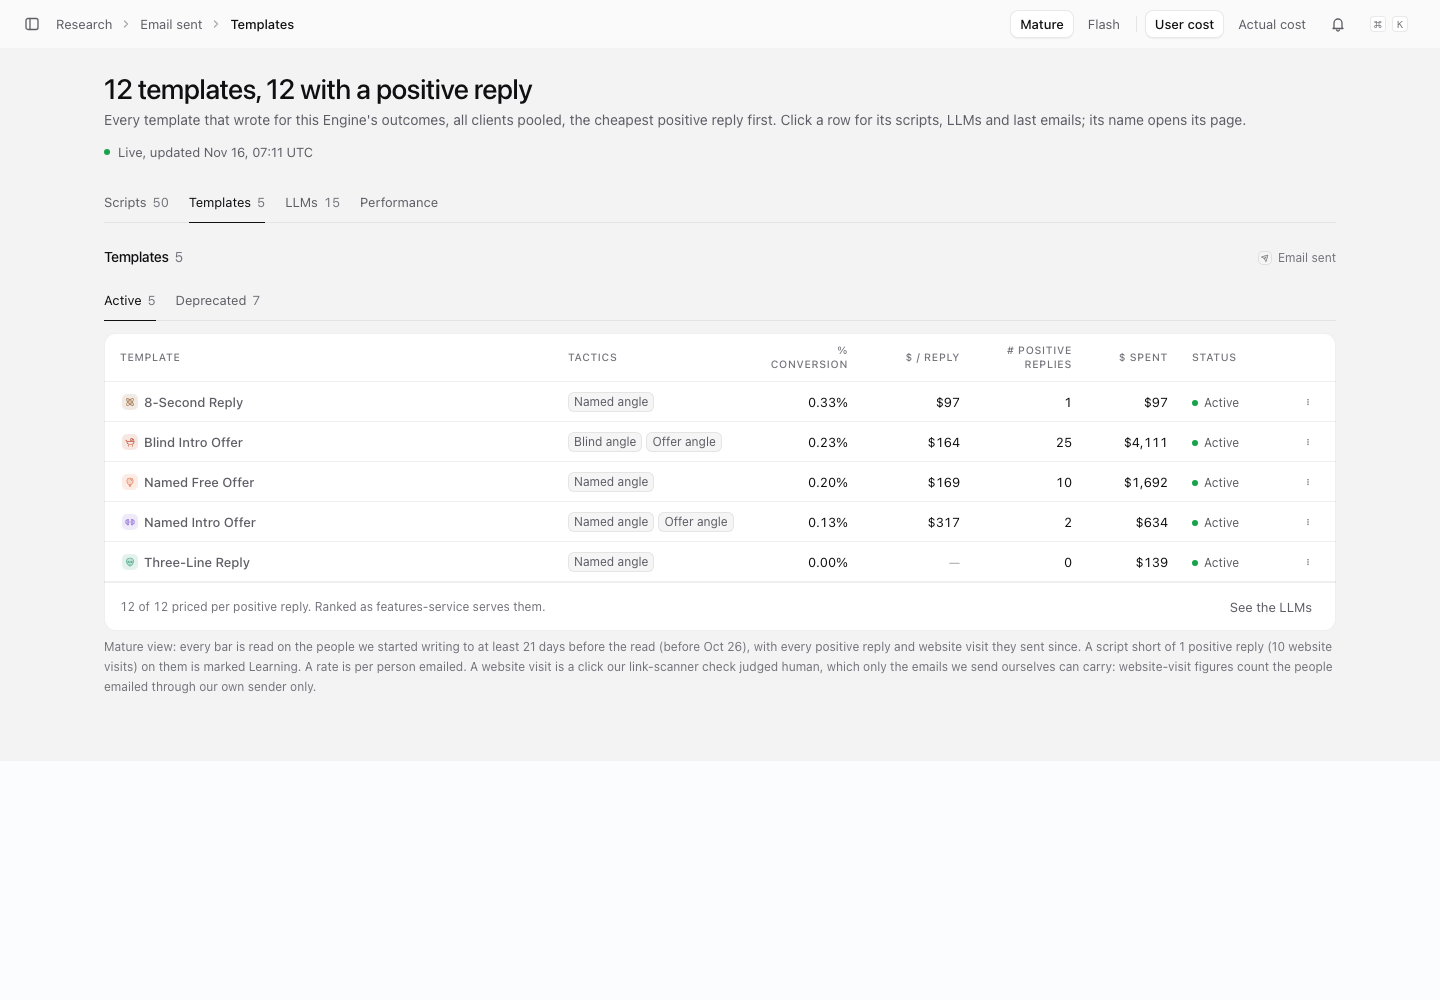 Research > Email sent > Templates
Mature Flash User cost Actual cost ⌘ K
12 templates, 12 with a positive reply
Every template that wrote for this Engine's outcomes, all clients pooled, the cheapest positive reply first. Click a row for its scripts, LLMs and last emails; its name opens its page.
Live, updated Nov 16, 07:11 UTC
Scripts 50 Templates 5 LLMs 15 Performance
Templates 5 Email sent
Active 5 Deprecated 7
TEMPLATE TACTICS % CONVERSION $ / REPLY # POSITIVE REPLIES $ SPENT STATUS
8-Second Reply Named angle 0.33% $97 1 $97 Active
Blind Intro Offer Blind angle Offer angle 0.23% $164 25 $4,111 Active
Named Free Offer Named angle 0.20% $169 10 $1,692 Active
Named Intro Offer Named angle Offer angle 0.13% $317 2 $634 Active
Three-Line Reply Named angle 0.00% — 0 $139 Active
12 of 12 priced per positive reply. Ranked as features-service serves them. See the LLMs
Mature view: every bar is read on the people we started writing to at least 21 days before the read (before Oct 26), with every positive reply and website visit they sent since. A script short of 1 positive reply (10 website
visits) on them is marked Learning. A rate is per person emailed. A website visit is a click our link-scanner check judged human, which only the emails we send ourselves can carry: website-visit figures count the people
emailed through our own sender only.